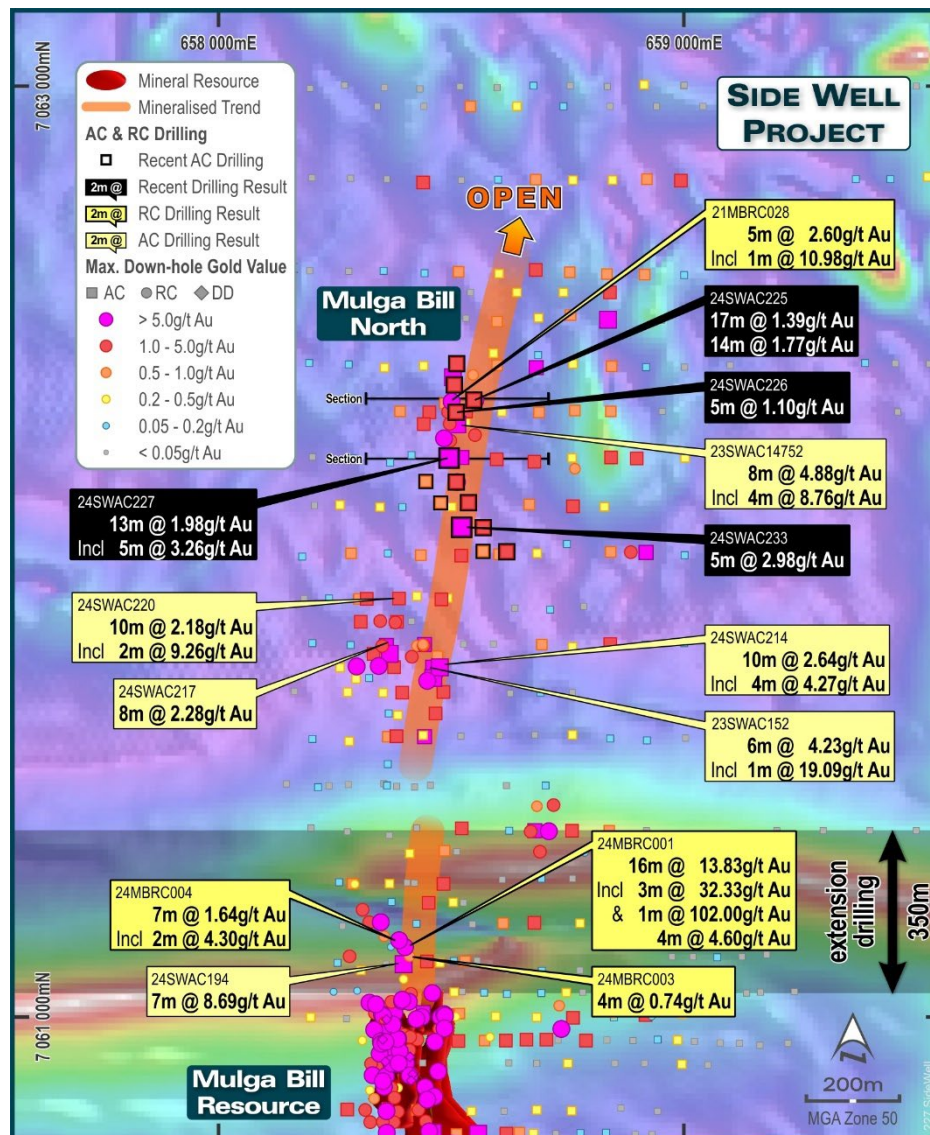 658 000mE
659 000mE
7 063 000mN
Mineral Resource
Mineralised Trend
AC & RC Drilling
Recent AC Drilling
2m @ Recent Drilling Result
2m @ RC Drilling Result
2m @ AC Drilling Result
Max. Down-hole Gold Value
AC RC DD
> 5.0g/t Au
1.0 - 5.0g/t Au
0.5 - 1.0g/t Au
0.2 - 0.5g/t Au
0.05 - 0.2g/t Au
< 0.05g/t Au
SIDE WELL
PROJECT
OPEN
Mulga Bill
North
21MBRC028
5m @ 2.60g/t Au
Incl 1m @ 10.98g/t Au
24SWAC225
17m @ 1.39g/t Au
14m @ 1.77g/t Au
Section
24SWAC226
5m @ 1.10g/t Au
23SWAC14752
8m @ 4.88g/t Au
Incl 4m @ 8.76g/t Au
Section
24SWAC227
13m @ 1.98g/t Au
Incl 5m @ 3.26g/t Au
24SWAC233
5m @ 2.98g/t Au
24SWAC220
10m @ 2.18g/t Au
Incl 2m @ 9.26g/t Au
24SWAC217
8m @ 2.28g/t Au
24SWAC214
10m @ 2.64g/t Au
Incl 4m @ 4.27g/t Au
23SWAC152
6m @ 4.23g/t Au
Incl 1m @ 19.09g/t Au
24MBRC001
16m @ 13.83g/t Au
Incl 3m @ 32.33g/t Au
& 1m @ 102.00g/t Au
4m @ 4.60g/t Au
24MBRC004
7m @ 1.64g/t Au
Incl 2m @ 4.30g/t Au
24SWAC194
7m @ 8.69g/t Au
24MBRC003
4m @ 0.74g/t Au
extension
drilling
350m
7 061 000mN
Mulga Bill
Resource
200m
MGA Zone 50